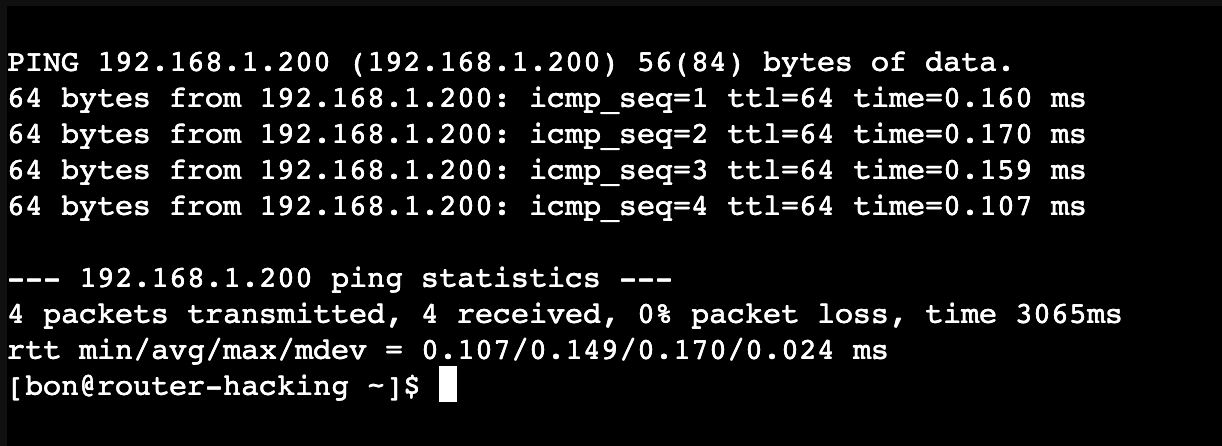 PING 192.168.1.200 (192.168.1.200) 56(84) bytes of data.
64 bytes from 192.168.1.200: icmp_seq=1 ttl=64 time=0.160 ms
64 bytes from 192.168.1.200: icmp_seq=2 ttl=64 time=0.170 ms
64 bytes from 192.168.1.200: icmp_seq=3 ttl=64 time=0.159 ms
64 bytes from 192.168.1.200: icmp_seq=4 ttl=64 time=0.107 ms
--- 192.168.1.200 ping statistics ---
4 packets transmitted, 4 received, 0% packet loss, time 3065ms
rtt min/avg/max/mdev = 0.107/0.149/0.170/0.024 ms
[bon@router-hacking ~]$